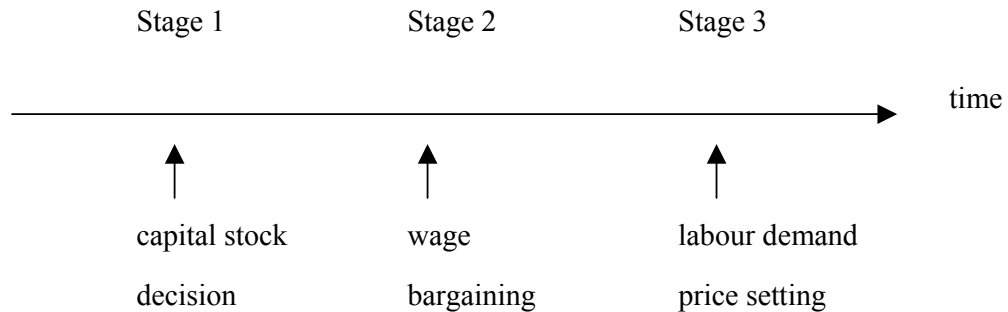 Stage 1
Stage 2
Stage 3
time
capital stock
decision
wage
bargaining
labour demand
price setting